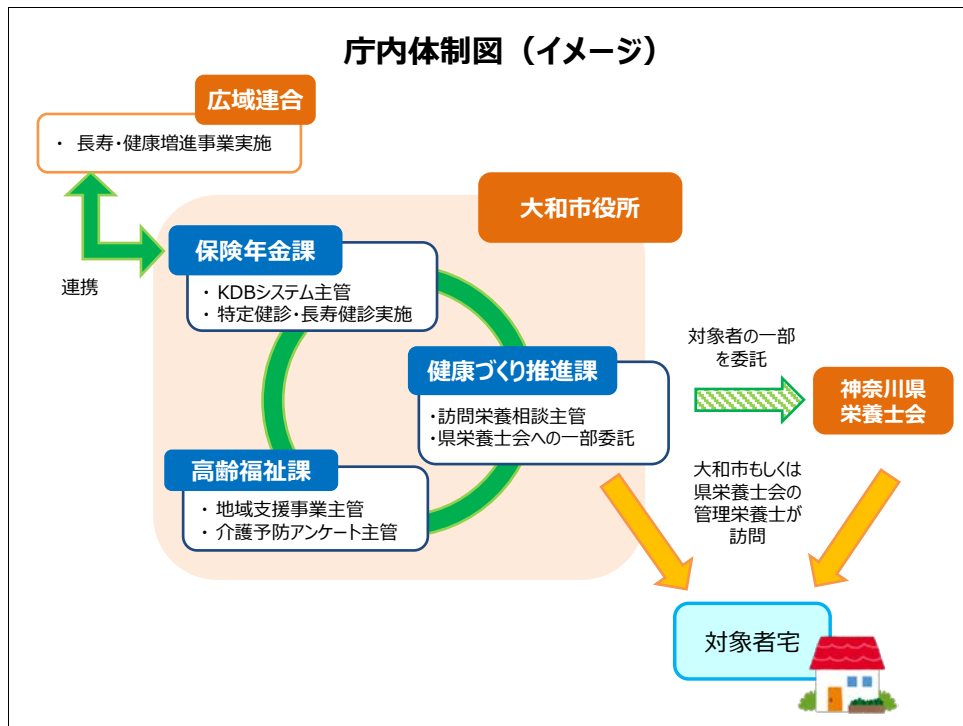 庁内体制図（イメージ）
広域連合
・ 長寿・健康増進事業実施
連携
大和市役所
保険年金課
・ KDBシステム主管
・ 特定健診・長寿健診実施
健康づくり推進課
・訪問栄養相談主管
・県栄養士会への一部委託
高齢福祉課
・ 地域支援事業主管
・ 介護予防アンケート主管
対象者の一部
を委託
神奈川県
栄養士会
大和市もしくは
県栄養士会の
管理栄養士が
訪問
対象者宅